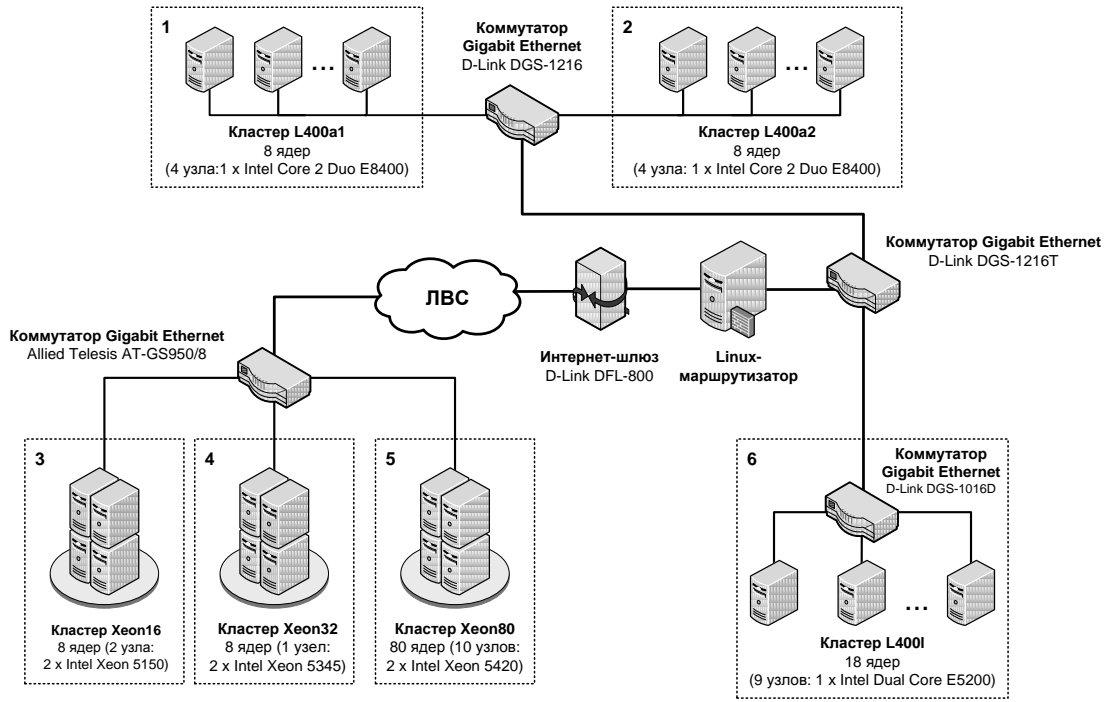 1
...
Кластер L400a1
8 ядер
(4 узла:1 x Intel Core 2 Duo E8400)
Коммутатор
Gigabit Ethernet
D-Link DGS-1216
2
...
Кластер L400a2
8 ядер
(4 узла: 1 x Intel Core 2 Duo E8400)
Коммутатор Gigabit Ethernet
D-Link DGS-1216T
ЛВС
Интернет-шлюз
D-Link DFL-800
Linux-
маршрутизатор
Коммутатор Gigabit Ethernet
Allied Telesis AT-GS950/8
3
Кластер Xeon16
8 ядер (2 узла:
2 x Intel Xeon 5150)
4
Кластер Xeon32
8 ядер (1 узел:
2 x Intel Xeon 5345)
5
Кластер Xeon80
80 ядер (10 узлов:
2 x Intel Xeon 5420)
6
Коммутатор
Gigabit Ethernet
D-Link DGS-1016D
...
Кластер L400I
18 ядер
(9 узлов: 1 x Intel Dual Core E5200)